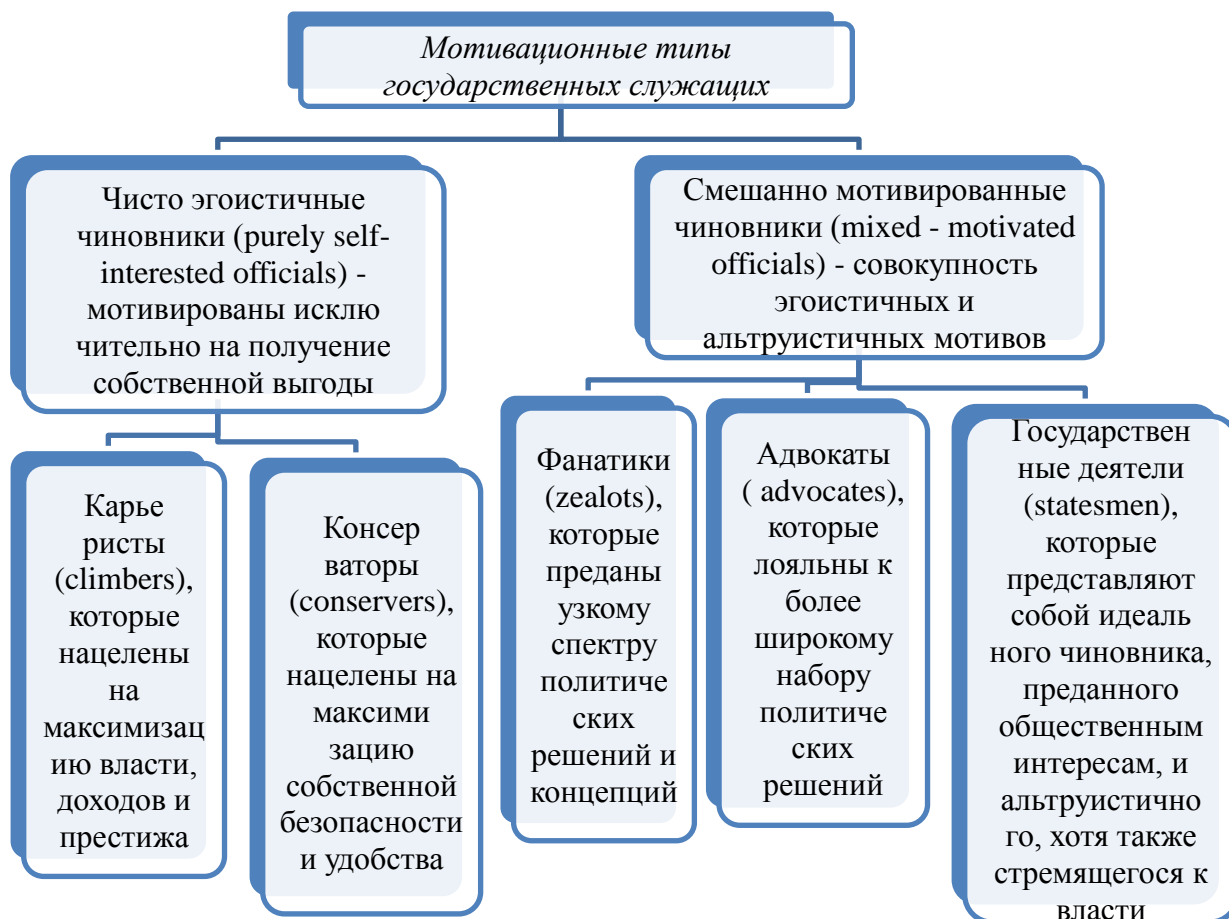 Мотивационные типы
государственных служащих
Чисто эгоистичные
чиновники (purely self-
interested officials) -
мотивированы исклю
чительно на получение
собственной выгоды
Смешанно мотивированные
чиновники (mixed - motivated
officials) - совокупность
эгоистичных и
альтруистичных мотивов
Карье
ристы
(climbers),
которые
нацелены
на
максимизац
ию власти,
доходов и
престижа
Консер
ваторы
(conservers),
которые
нацелены на
максими
зацию
собственной
безопасности
и удобства
Фанатики
(zealots),
которые
преданы
узкому
спектру
политиче
ских
решений и
концепций
Адвокаты
( advocates),
которые
лояльны к
более
широкому
набору
политиче
ских
решений
Государствен
ные деятели
(statesmen),
которые
представляют
собой идеаль
ного чиновника,
преданного
общественным
интересам, и
альтруистично
го, хотя также
стремящегося к
власти